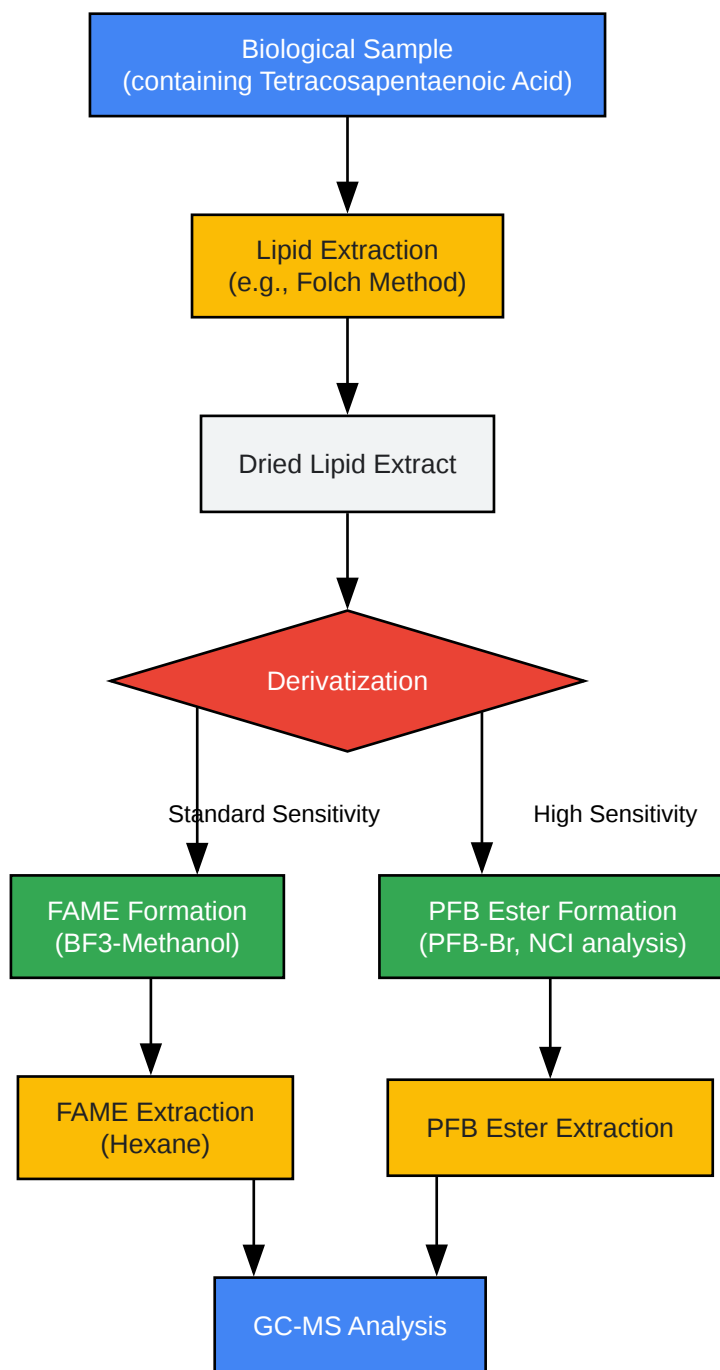 Biological Sample
(containing Tetracosapentaenoic Acid)
Lipid Extraction
(e.g., Folch Method)
Dried Lipid Extract
Derivatization
Standard Sensitivity
High Sensitivity
FAME Formation
(BF3-Methanol)
PFB Ester Formation
(PFB-Br, NCI analysis)
FAME Extraction
(Hexane)
PFB Ester Extraction
GC-MS Analysis